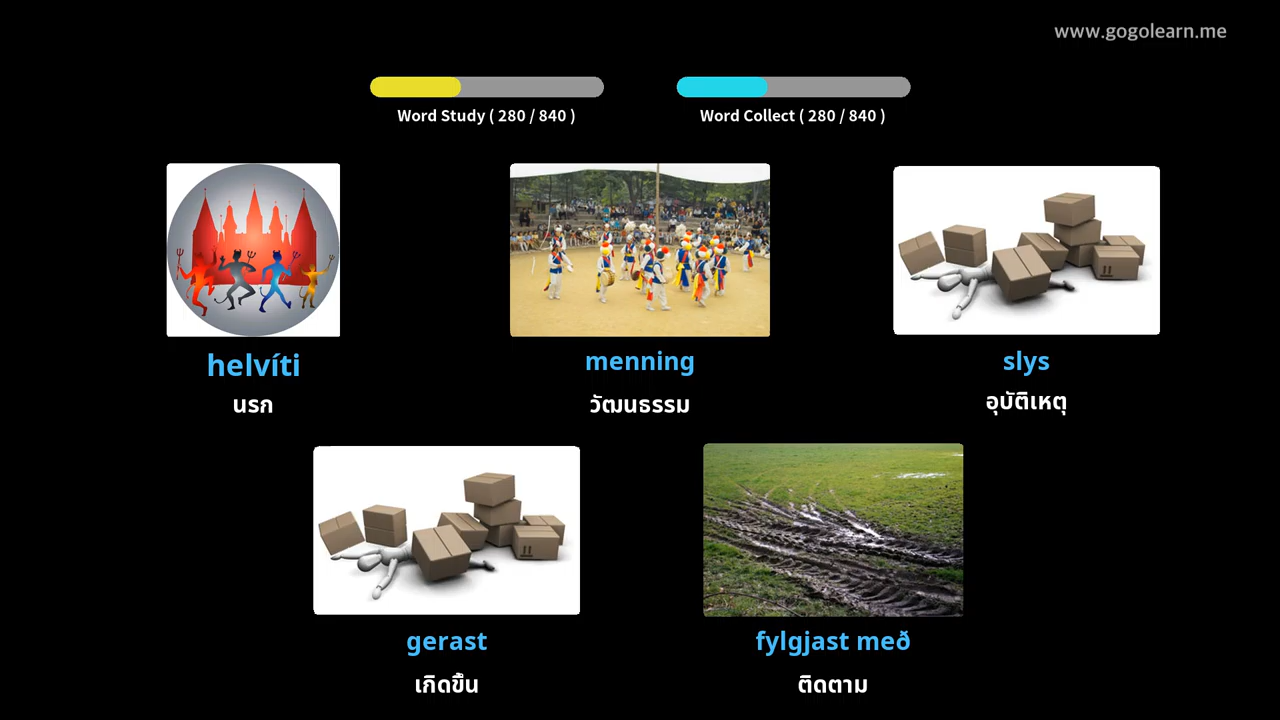 www.gogolearn.me
Word Study ( 280 / 840 )
Word Collect ( 280 / 840 )
helvíti
นรก
menning
วัฒนธรรม
slys
อุบัติเหตุ
gerast
เกิดขึ้น
fylgjast með
ติดตาม